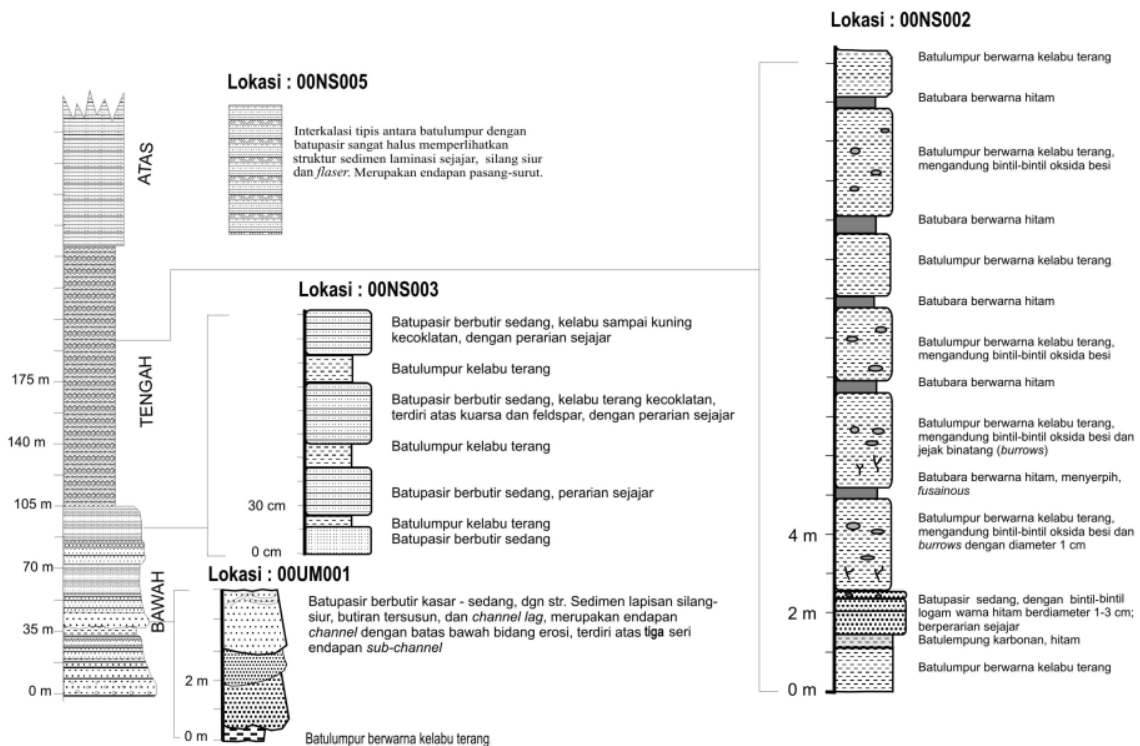 Lokasi : 00NS002
Lokasi : 00NS005
Interkalasi tipis antara batulumpur dengan
batupasir sangat halus memperlihatkan
struktur sedimen laminasi sejajar, silang siur
dan flaser. Merupakan endapan pasang-surut.
ATAS
TENGAH
BAWAH
175 m
140 m
105 m
70 m
35 m
0 m
Lokasi : 00NS003
Batupasir berbutir sedang, kelabu sampai kuning
kecoklatan, dengan perarian sejajar
Batulumpur kelabu terang
Batupasir berbutir sedang, kelabu terang kecoklatan,
terdiri atas kuarsa dan feldspar, dengan perarian sejajar
Batulumpur kelabu terang
Batupasir berbutir sedang, perarian sejajar
30 cm
Batulumpur kelabu terang
0 cm
Batupasir berbutir sedang
Lokasi : 00UM001
Batupasir berbutir kasar - sedang, dgn str. Sedimen lapisan silang-
siur, butiran tersusun, dan channel lag, merupakan endapan
channel dengan batas bawah bidang erosi, terdiri atas tiga seri
endapan sub-channel
2 m
0 m
Batulumpur berwarna kelabu terang
Batulumpur berwarna kelabu terang
Batubara berwarna hitam
Batulumpur berwarna kelabu terang,
mengandung bintil-bintil oksida besi
Batubara berwarna hitam
Batulumpur berwarna kelabu terang
Batubara berwarna hitam
Batulumpur berwarna kelabu terang,
mengandung bintil-bintil oksida besi
Batubara berwarna hitam
Batulumpur berwarna kelabu terang,
mengandung bintil-bintil oksida besi dan
jejak binatang (burrows)
Batubara berwarna hitam, menyerpih,
fusainous
Batulumpur berwarna kelabu terang,
mengandung bintil-bintil oksida besi dan
burrows dengan diameter 1 cm
4 m
Batupasir sedang, dengan bintil-bintil
logam warna hitam berdiameter 1-3 cm;
berperarian sejajar
2 m
Batulempung karbonan, hitam
Batulumpur berwarna kelabu terang
0 m